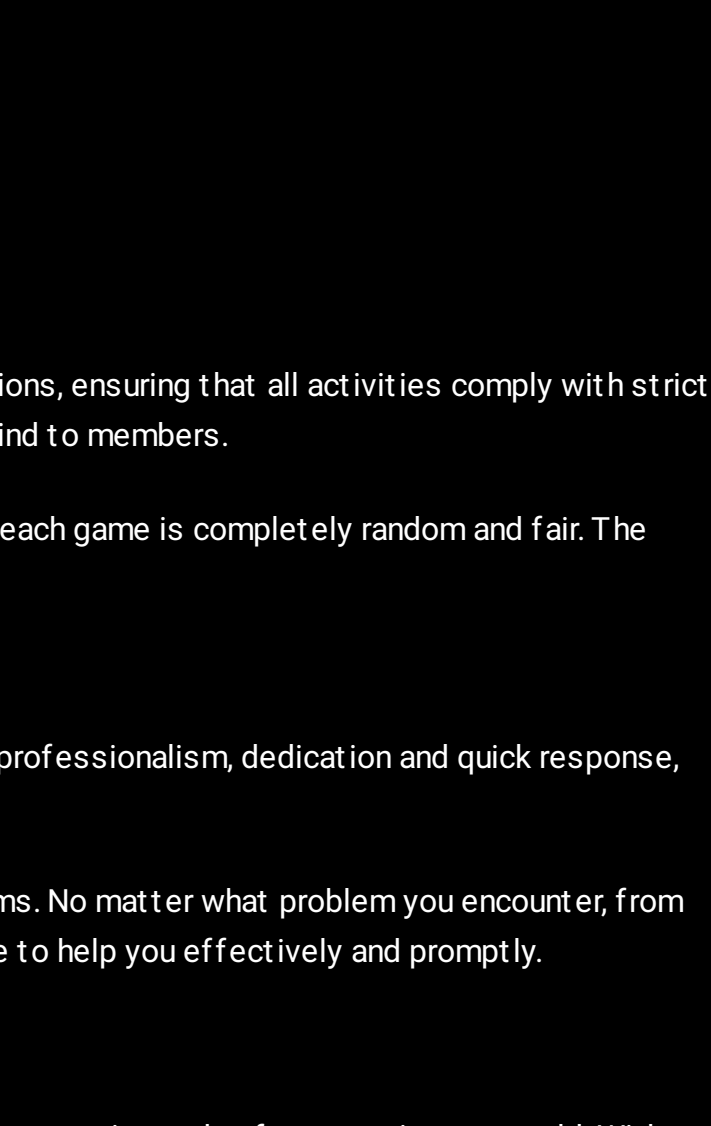 ions, ensuring that all activities comply with strict
ind to members.
each game is completely random and fair. The
professionalism, dedication and quick response,
ms. No matter what problem you encounter, from
e to help you effectively and promptly.